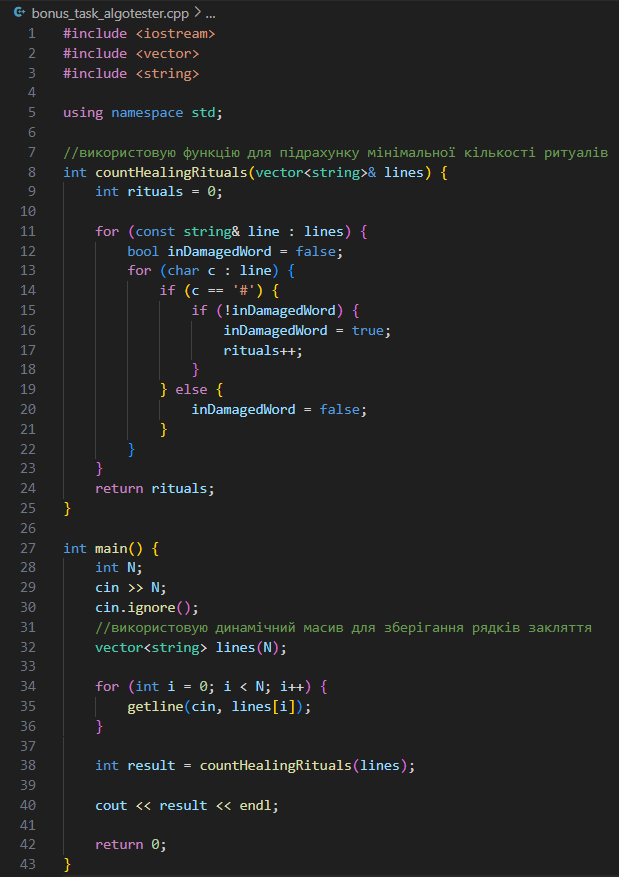 bonus_task_algotester.cpp > ...
1 #include <iostream>
2 #include <vector>
3 #include <string>
4
5 using namespace std;
6
7 //використовую функцію для підрахунку мінімальної кількості ритуалів
8 int countHealingRituals(vector<string>& lines) {
9     int rituals = 0;
10
11     for (const string& line : lines) {
12         bool inDamagedWord = false;
13         for (char c : line) {
14             if (c == '#') {
15                 if (!inDamagedWord) {
16                     inDamagedWord = true;
17                     rituals++;
18                 }
19             } else {
20                 inDamagedWord = false;
21             }
22         }
23     }
24     return rituals;
25 }
26
27 int main() {
28     int N;
29     cin >> N;
30     cin.ignore();
31     //використовую динамічний масив для зберігання рядків закляття
32     vector<string> lines(N);
33
34     for (int i = 0; i < N; i++) {
35         getline(cin, lines[i]);
36     }
37
38     int result = countHealingRituals(lines);
39
40     cout << result << endl;
41
42     return 0;
43 }